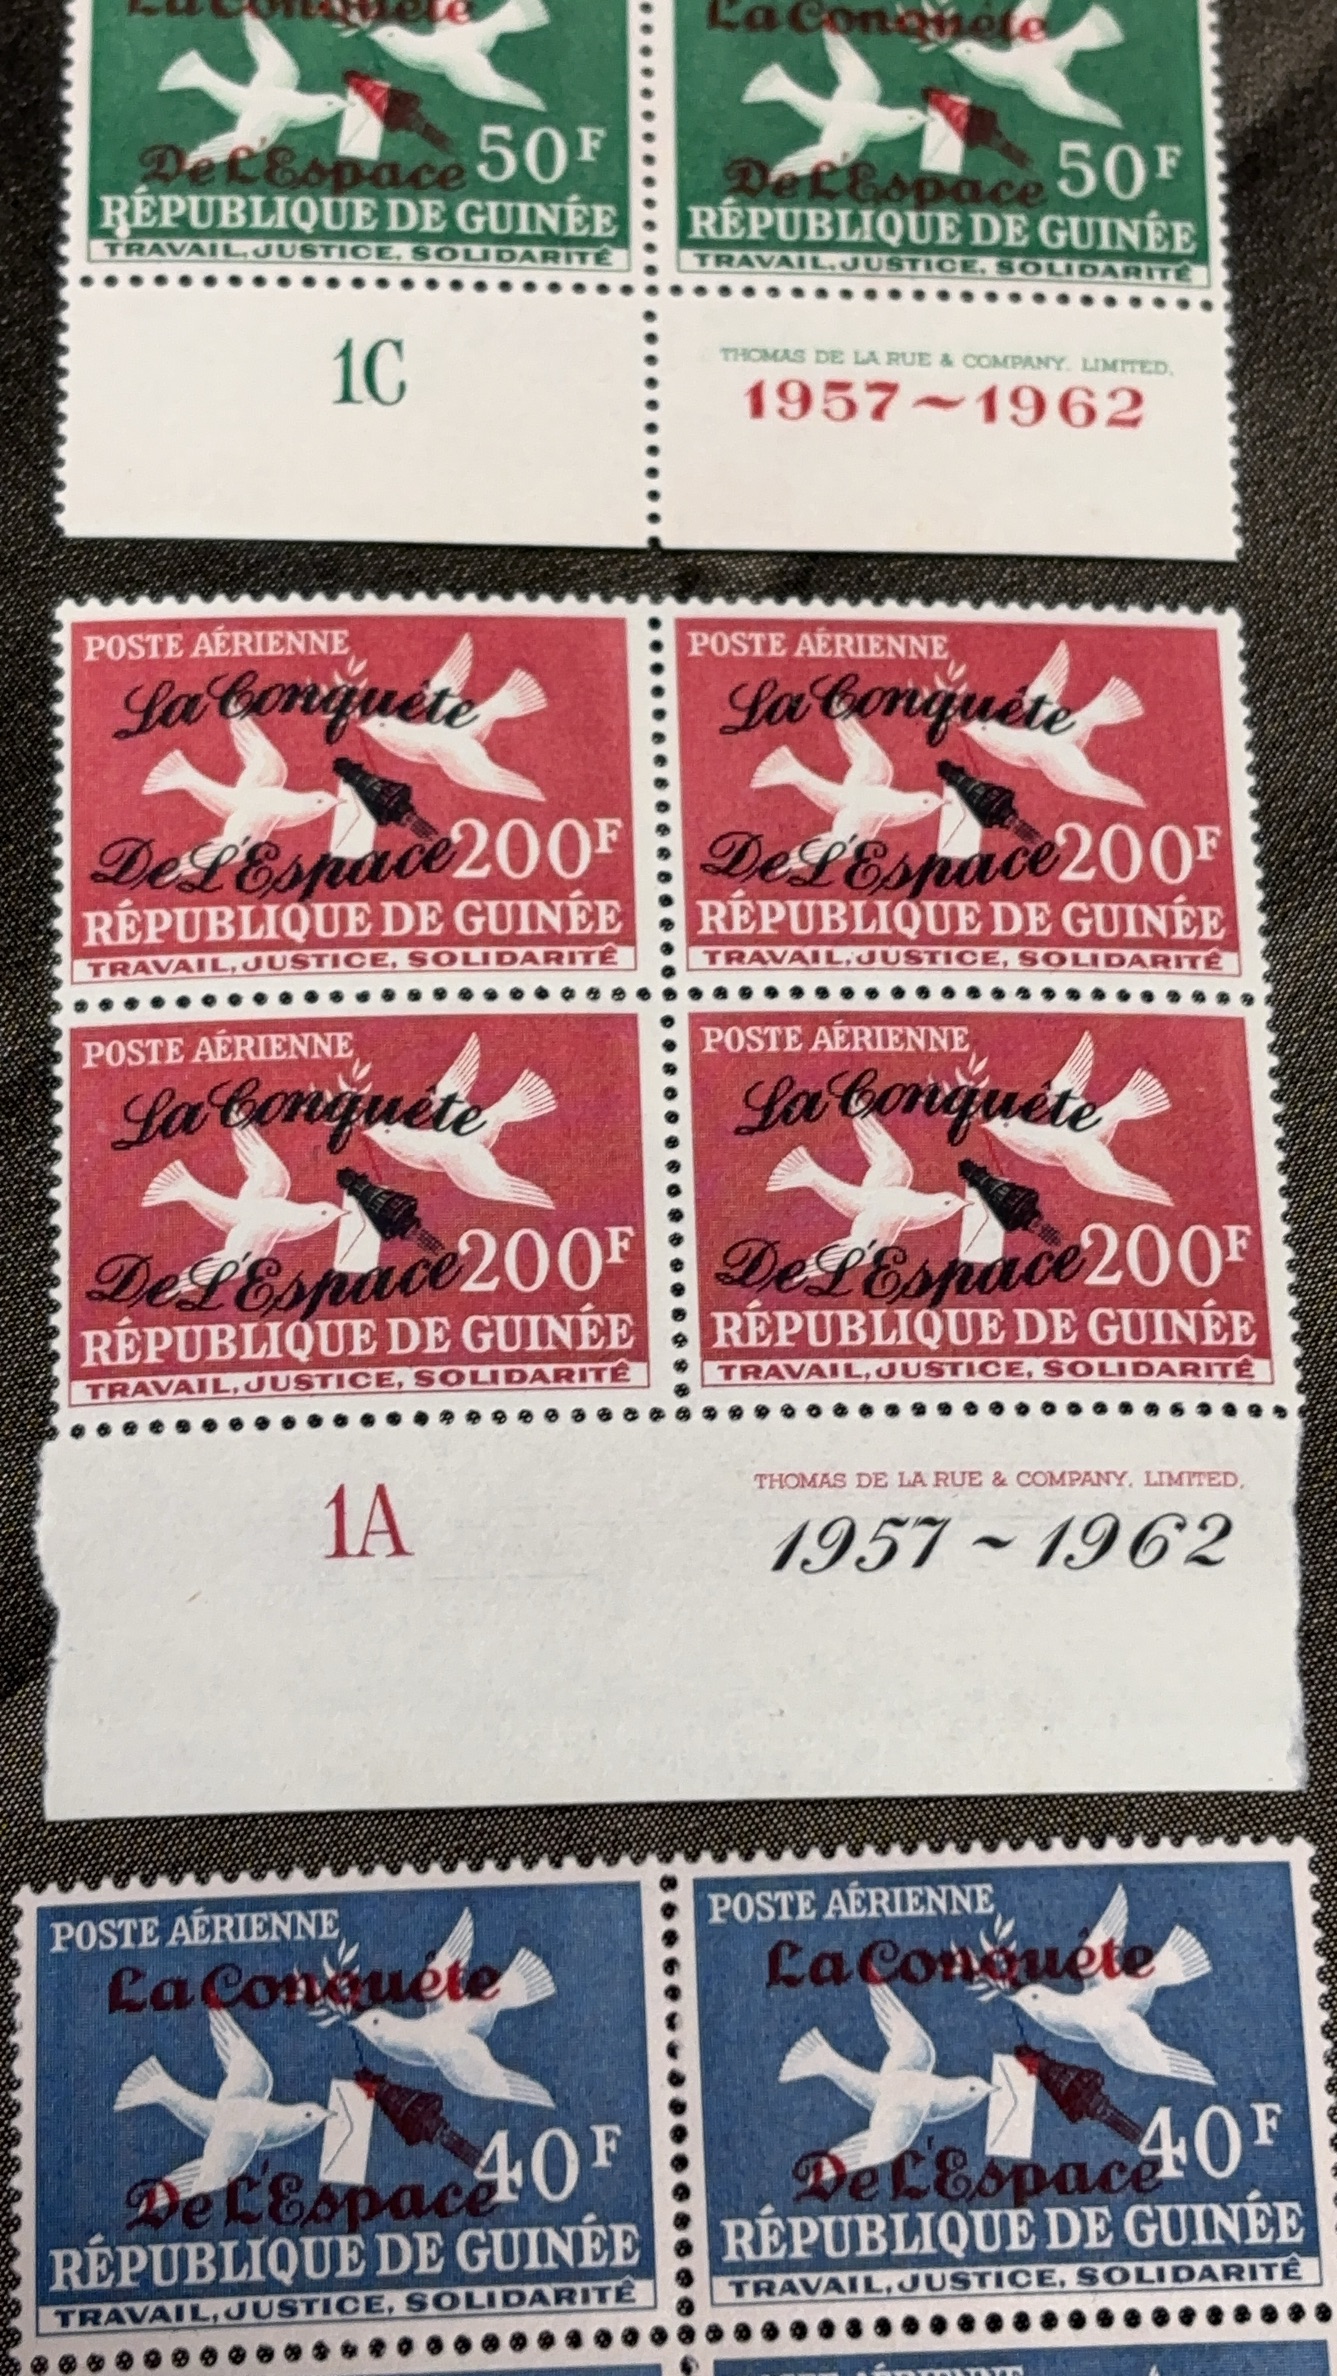 La Conquête
De L'Espace 50F
RÉPUBLIQUE DE GUINÉE
TRAVAIL, JUSTICE, SOLIDARITÉ
La Conquête
De L'Espace 50F
RÉPUBLIQUE DE GUINÉE
TRAVAIL, JUSTICE, SOLIDARITÉ
1C
THOMAS DE LA RUE & COMPANY, LIMITED.
1957~1962
POSTE AÉRIENNE
La Conquête
De L'Espace 200F
RÉPUBLIQUE DE GUINÉE
TRAVAIL, JUSTICE, SOLIDARITÉ
POSTE AÉRIENNE
La Conquête
De L'Espace 200F
RÉPUBLIQUE DE GUINÉE
TRAVAIL, JUSTICE, SOLIDARITÉ
POSTE AÉRIENNE
La Conquête
De L'Espace 200F
RÉPUBLIQUE DE GUINÉE
TRAVAIL, JUSTICE, SOLIDARITÉ
POSTE AÉRIENNE
La Conquête
De L'Espace 200F
RÉPUBLIQUE DE GUINÉE
TRAVAIL, JUSTICE, SOLIDARITÉ
1A
THOMAS DE LA RUE & COMPANY, LIMITED.
1957~1962
POSTE AÉRIENNE
La Conquête
De L'Espace 40F
RÉPUBLIQUE DE GUINÉE
TRAVAIL, JUSTICE, SOLIDARITÉ
POSTE AÉRIENNE
La Conquête
De L'Espace 40F
RÉPUBLIQUE DE GUINÉE
TRAVAIL, JUSTICE, SOLIDARITÉ